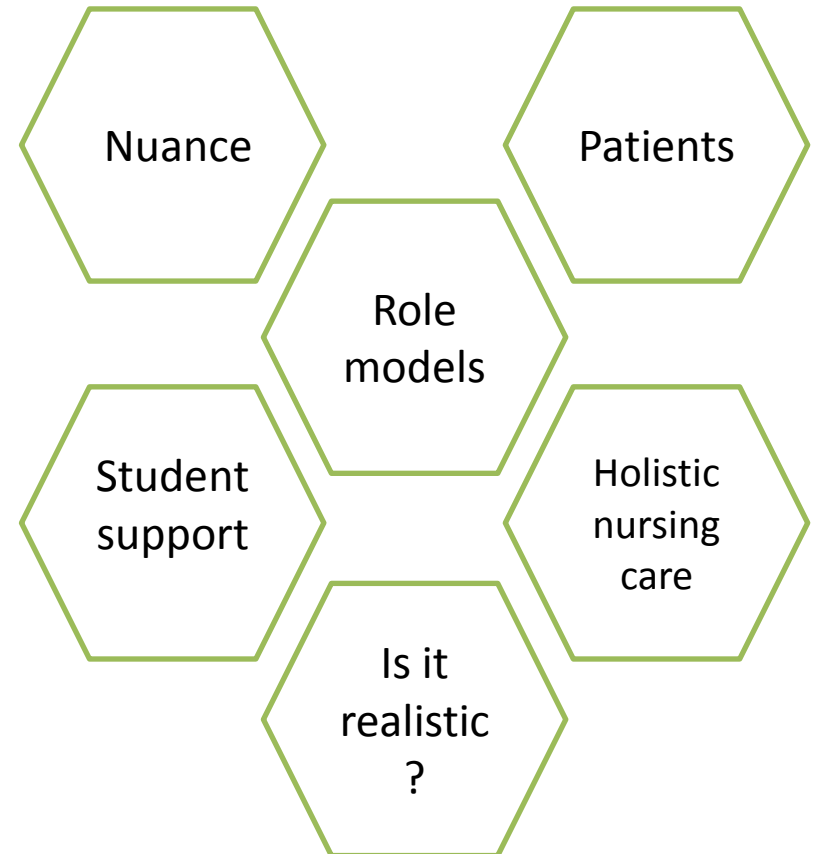 Nuance
Patients
Role
models
Student
support
Holistic
nursing
care
Is it
realistic
?